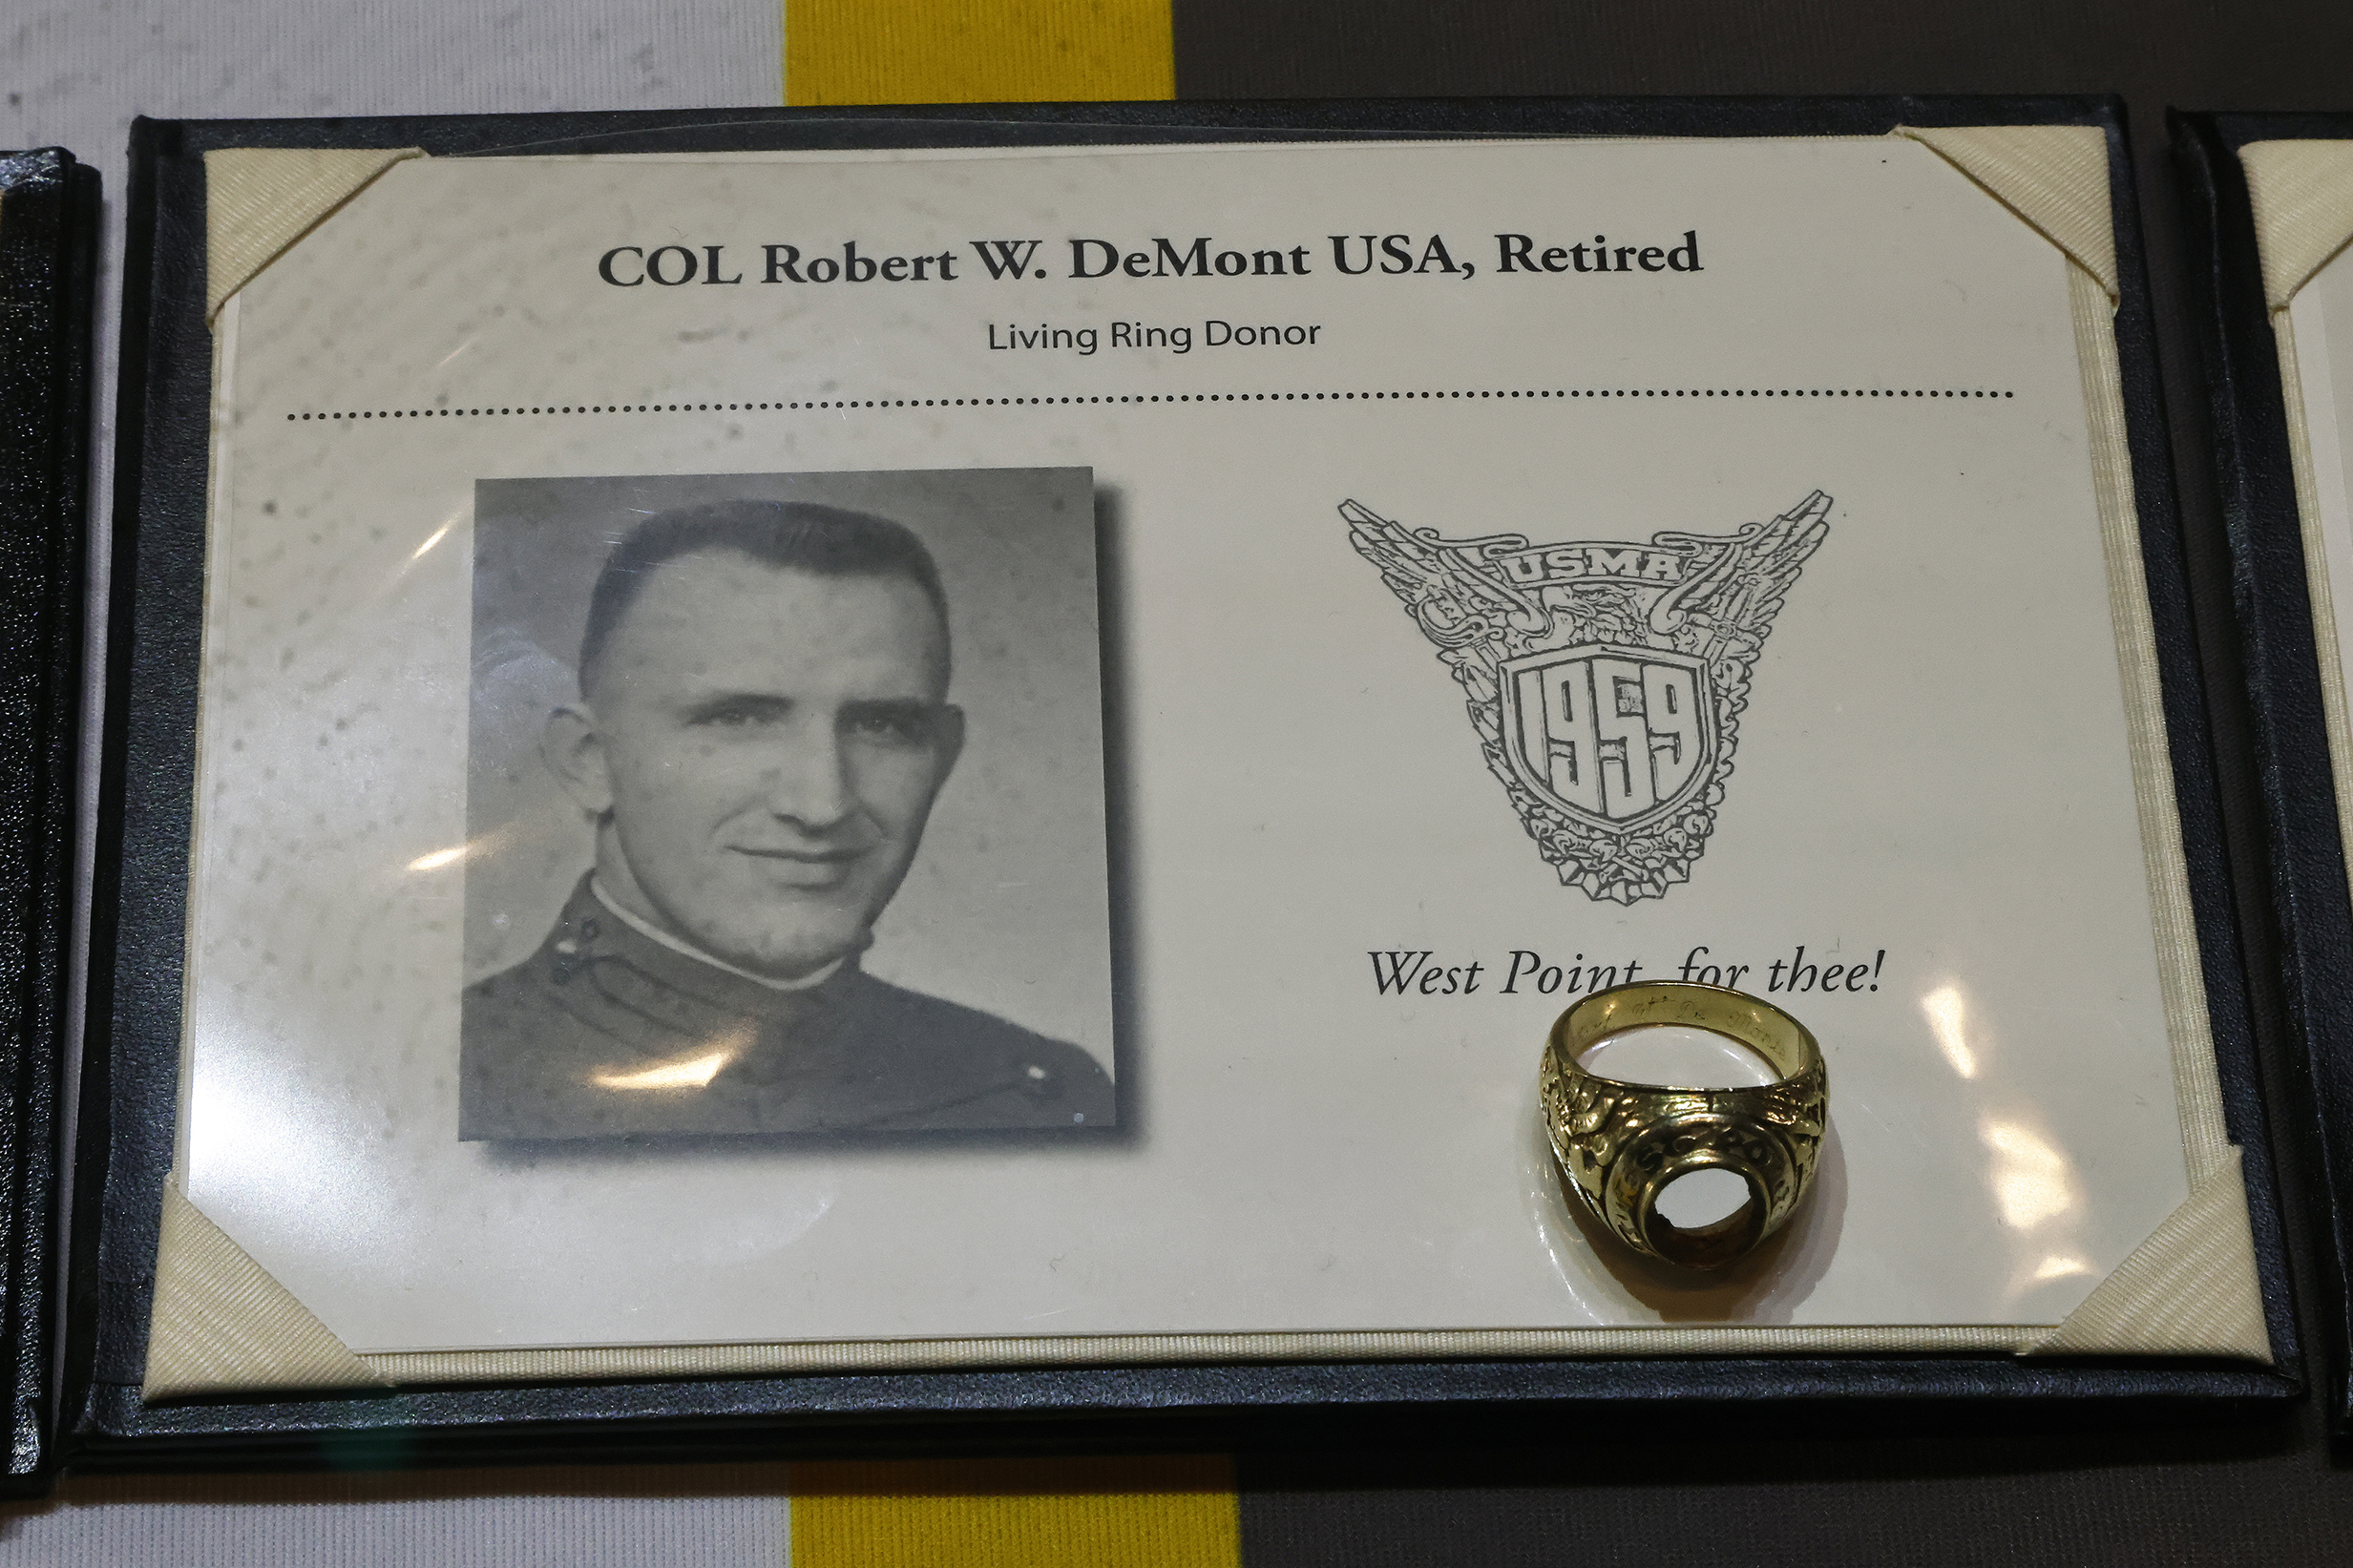 COL Robert W. DeMont USA, Retired
Living Ring Donor
USMA
1959
West Point, for thee!